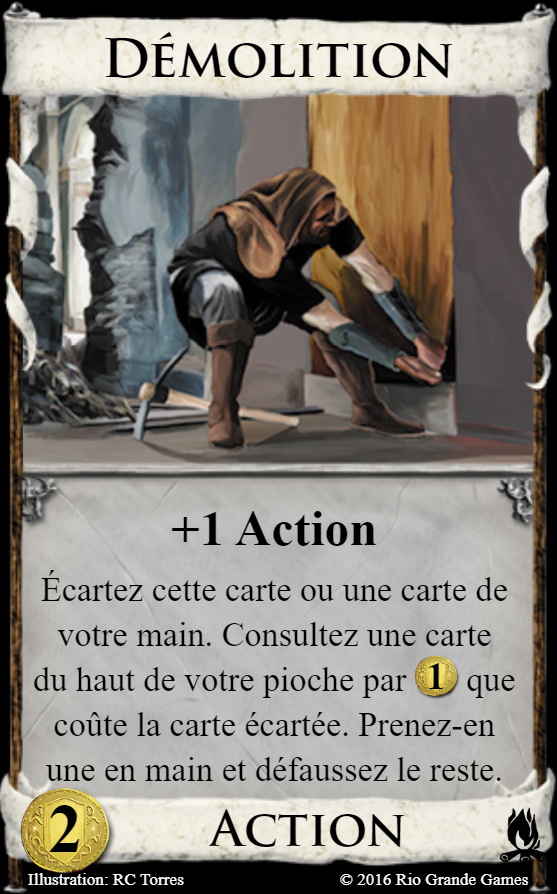 DÉMOLITION
+1 Action
Écartez cette carte ou une carte de
votre main. Consultez une carte
du haut de votre pioche par 1 que
coûte la carte écartée. Prenez-en
une en main et défaussez le reste.
2 ACTION
Illustration: RC Torres © 2016 Rio Grande Games